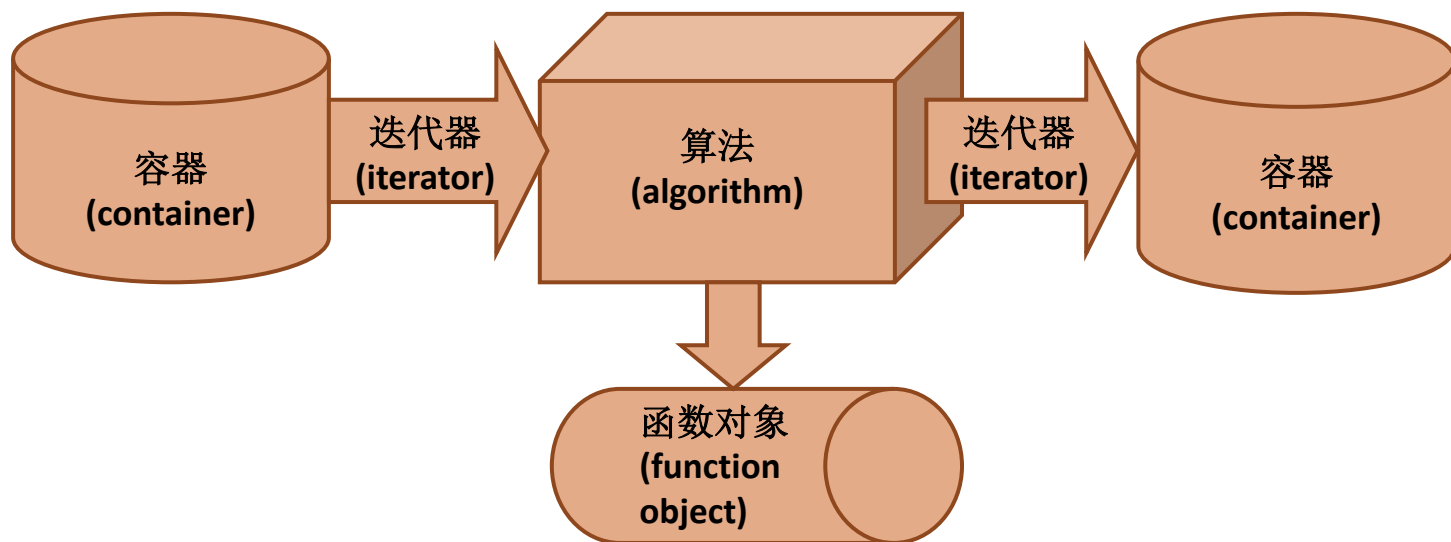 容器
(container)
迭代器
(iterator)
算法
(algorithm)
迭代器
(iterator)
容器
(container)
函数对象
(function
object)